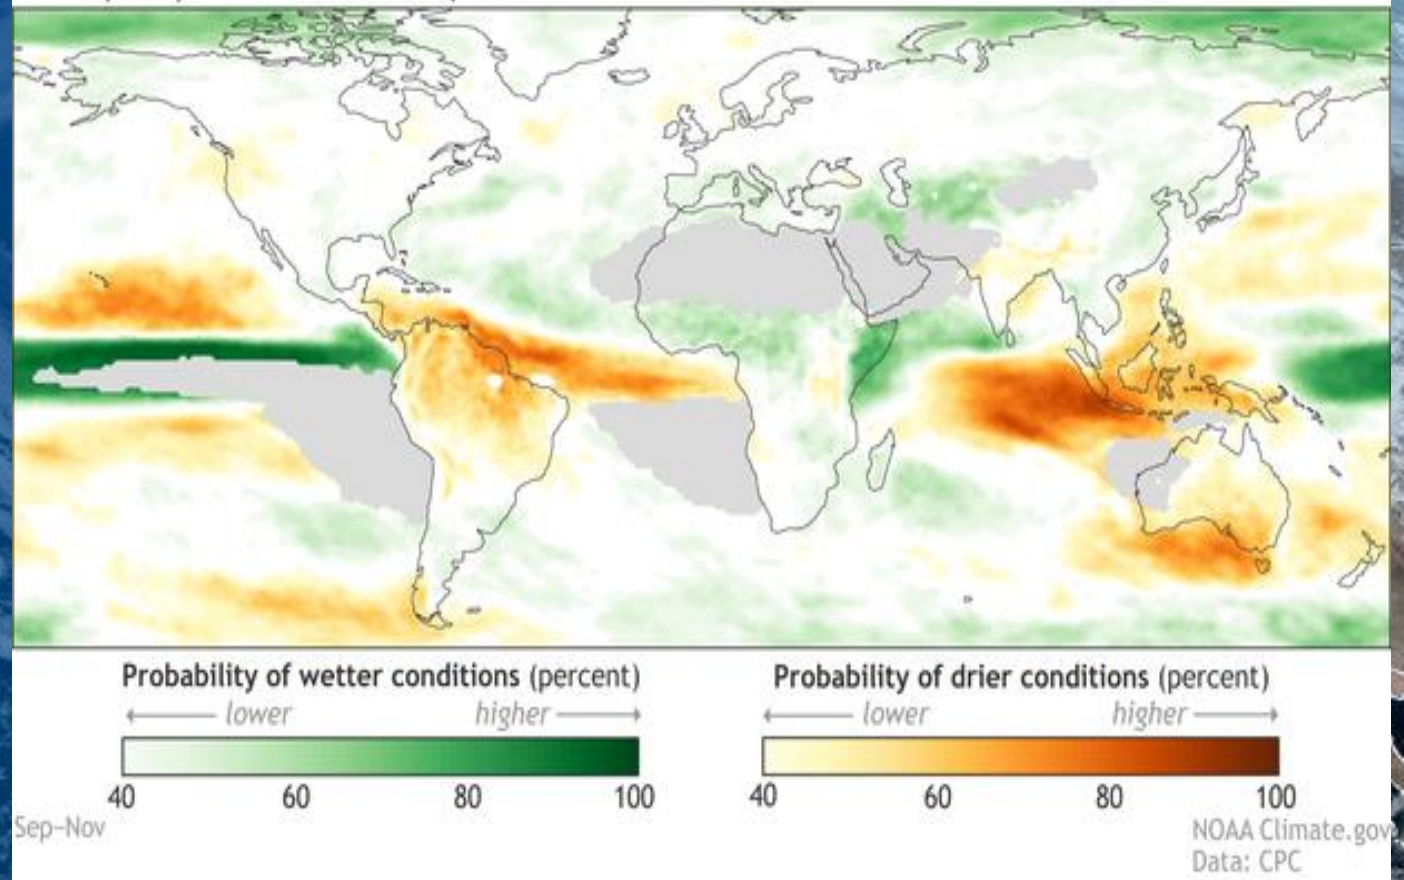 Probability of wetter conditions (percent)
lower higher
40 60 80 100
Probability of drier conditions (percent)
lower higher
40 60 80 100
Sep–Nov
NOAA Climate.gov
Data: CPC